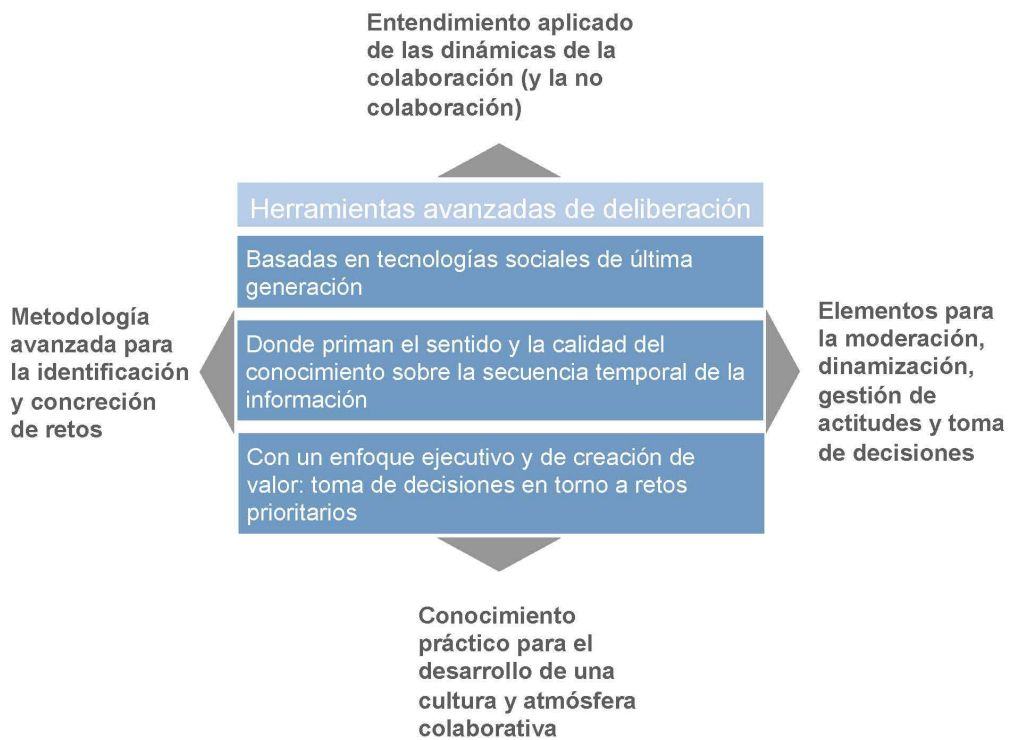 Entendimiento aplicado
de las dinámicas de la
colaboración (y la no
colaboración)
Herramientas avanzadas de deliberación
Basadas en tecnologías sociales de última
generación
Metodología
avanzada para
la identificación
y concreción
de retos
Donde priman el sentido y la calidad del
conocimiento sobre la secuencia temporal de la
información
Elementos para
la moderación,
dinamización,
gestión de
actitudes y toma
de decisiones
Con un enfoque ejecutivo y de creación de
valor: toma de decisiones en torno a retos
prioritarios
Conocimiento
práctico para el
desarrollo de una
cultura y atmósfera
colaborativa